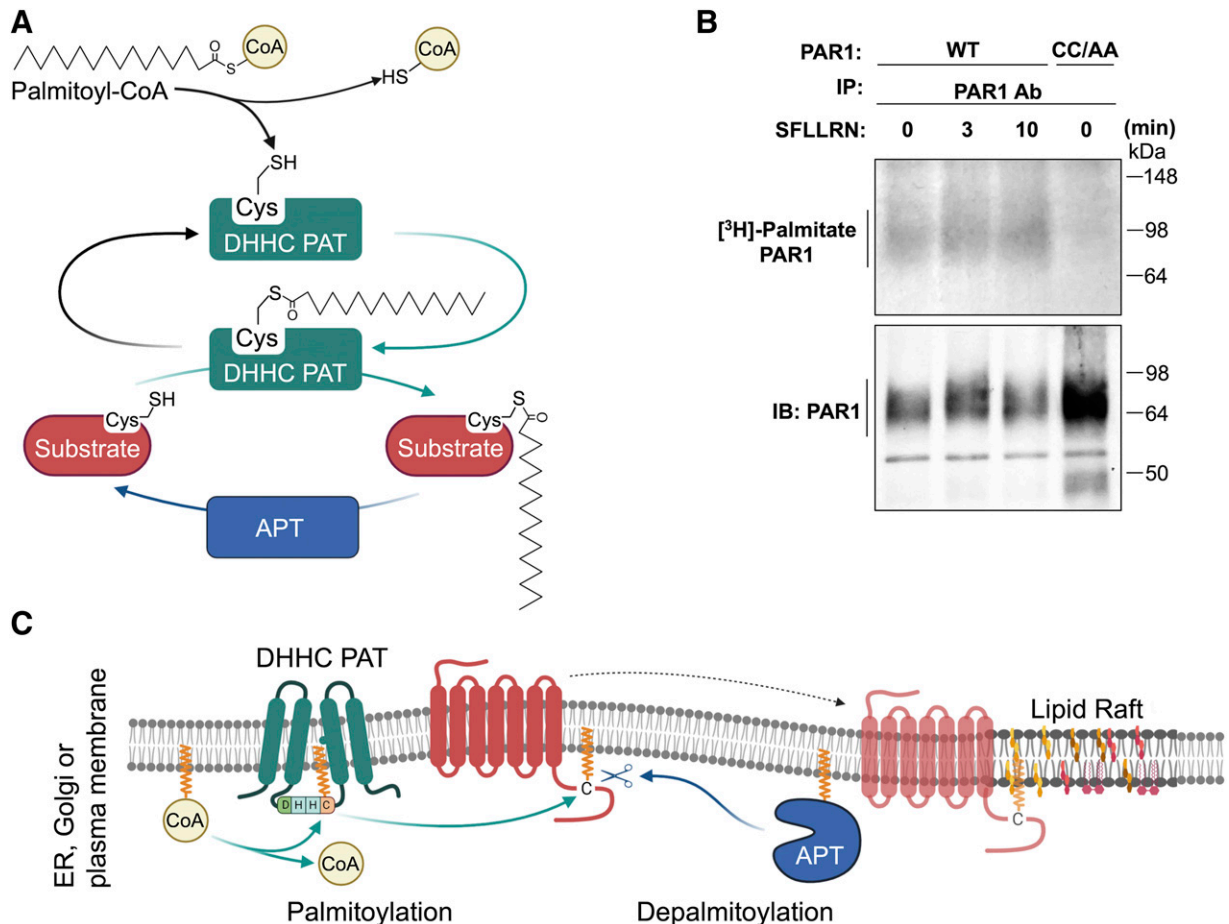 A
CoA
O
S
Palmitoyl-CoA
CoA
HS
SH
Cys
DHHC PAT
S
O
Cys
DHHC PAT
SH
Cys
Substrate
S
O
Cys
Substrate
APT
B
PAR1: WT CC/AA
IP: PAR1 Ab
SFLLRN: 0 3 10 0 (min)
kDa
148
[³H]-Palmitate
PAR1
98
64
98
IB: PAR1
64
50
C
ER, Golgi or
plasma membrane
DHHC PAT
Lipid Raft
D H H C
C
C
CoA
CoA
APT
Palmitoylation
Depalmitoylation